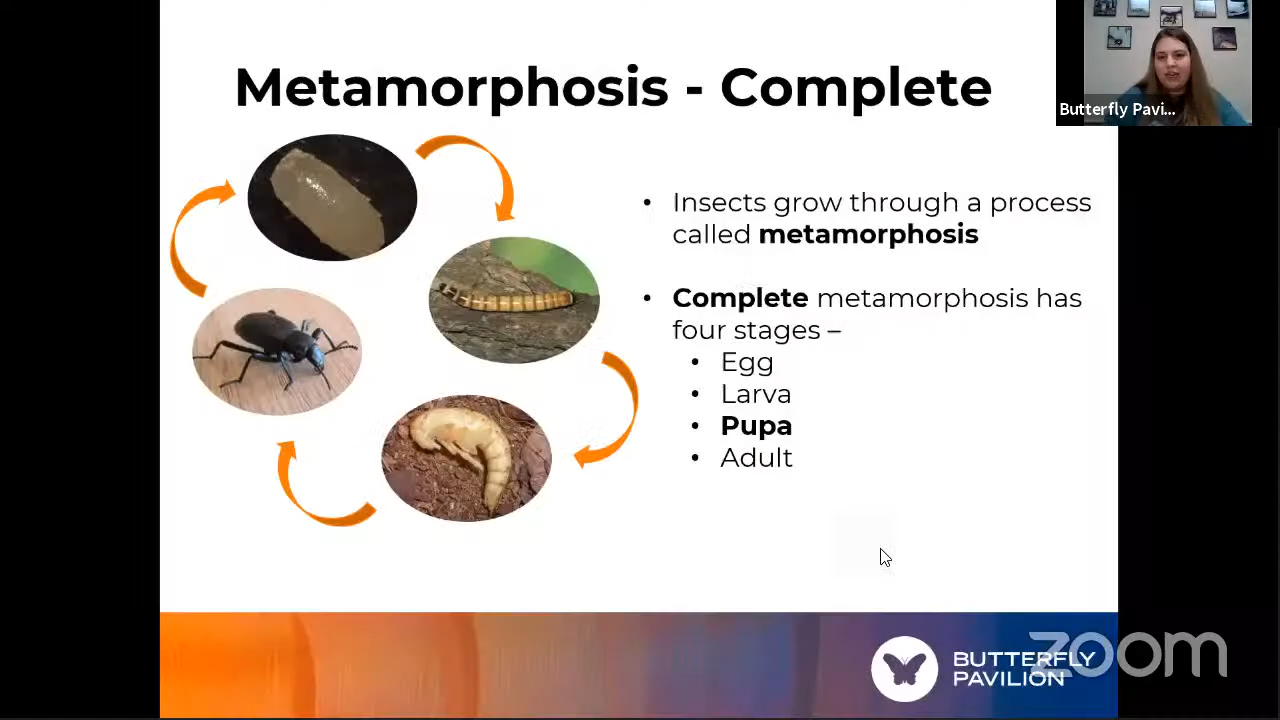 Metamorphosis - Complete
Butterfly Pavi...
• Insects grow through a process
called metamorphosis
• Complete metamorphosis has
four stages –
• Egg
• Larva
• Pupa
• Adult
BUTTERFLY
PAVILION
zoom